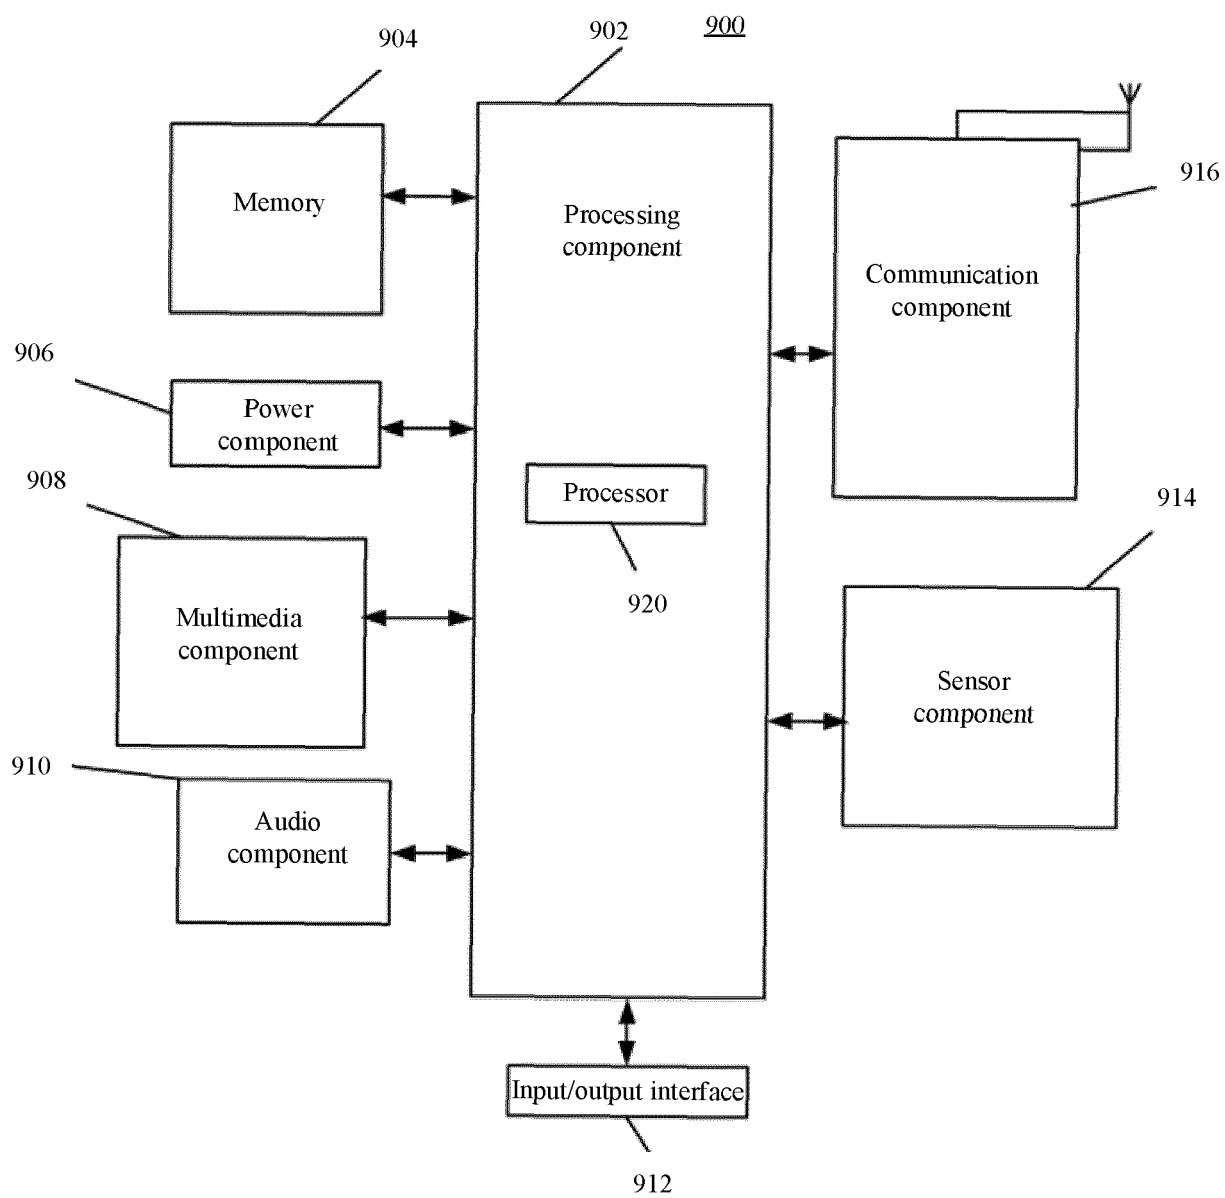 900
902
904
Memory
Processing
component
916
Communication
component
906
Power
component
908
Processor
914
920
Multimedia
component
Sensor
component
910
Audio
component
Input/output interface
912